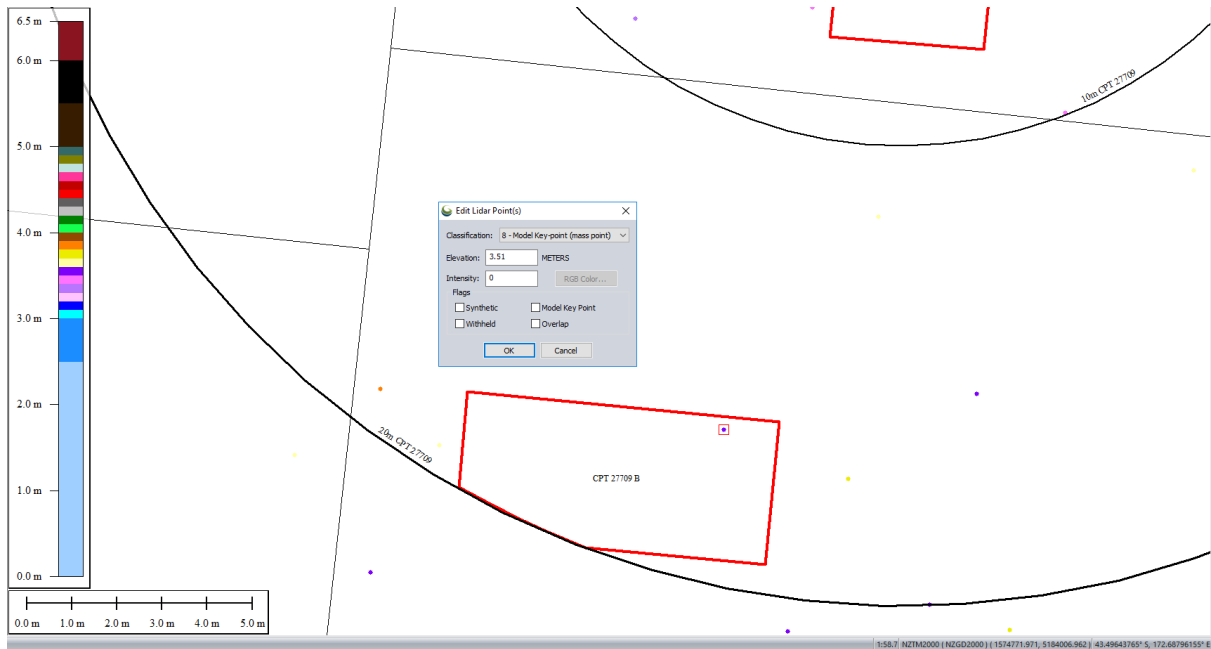 6.5 m
6.0 m
5.0 m
4.0 m
3.0 m
2.0 m
1.0 m
0.0 m
0.0 m 1.0 m 2.0 m 3.0 m 4.0 m 5.0 m
10m CPT 27709
20m CPT 27709
CPT 27709 B
Edit Lidar Point(s)
Classification: 8 - Model Key-point (mass point)
Elevation: 3.51 METERS
Intensity: 0 RGB Color...
Flags
Synthetic Model Key Point
Withheld Overlap
OK Cancel
1:58.7 NZTM2000 ( NZGD2000 ) ( 1574771.971, 5184006.962 ) 43.49643765° S, 172.68796155° E